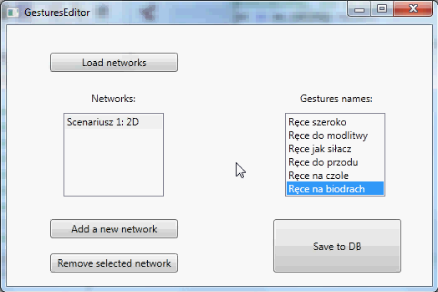 GesturesEditor
Load networks
Networks:
Gestures names:
Scenariusz 1: 2D
Ręce szeroko
Ręce do modlitwy
Ręce jak siłacz
Ręce do przodu
Ręce na czole
Ręce na biodrach
Add a new network
Save to DB
Remove selected network